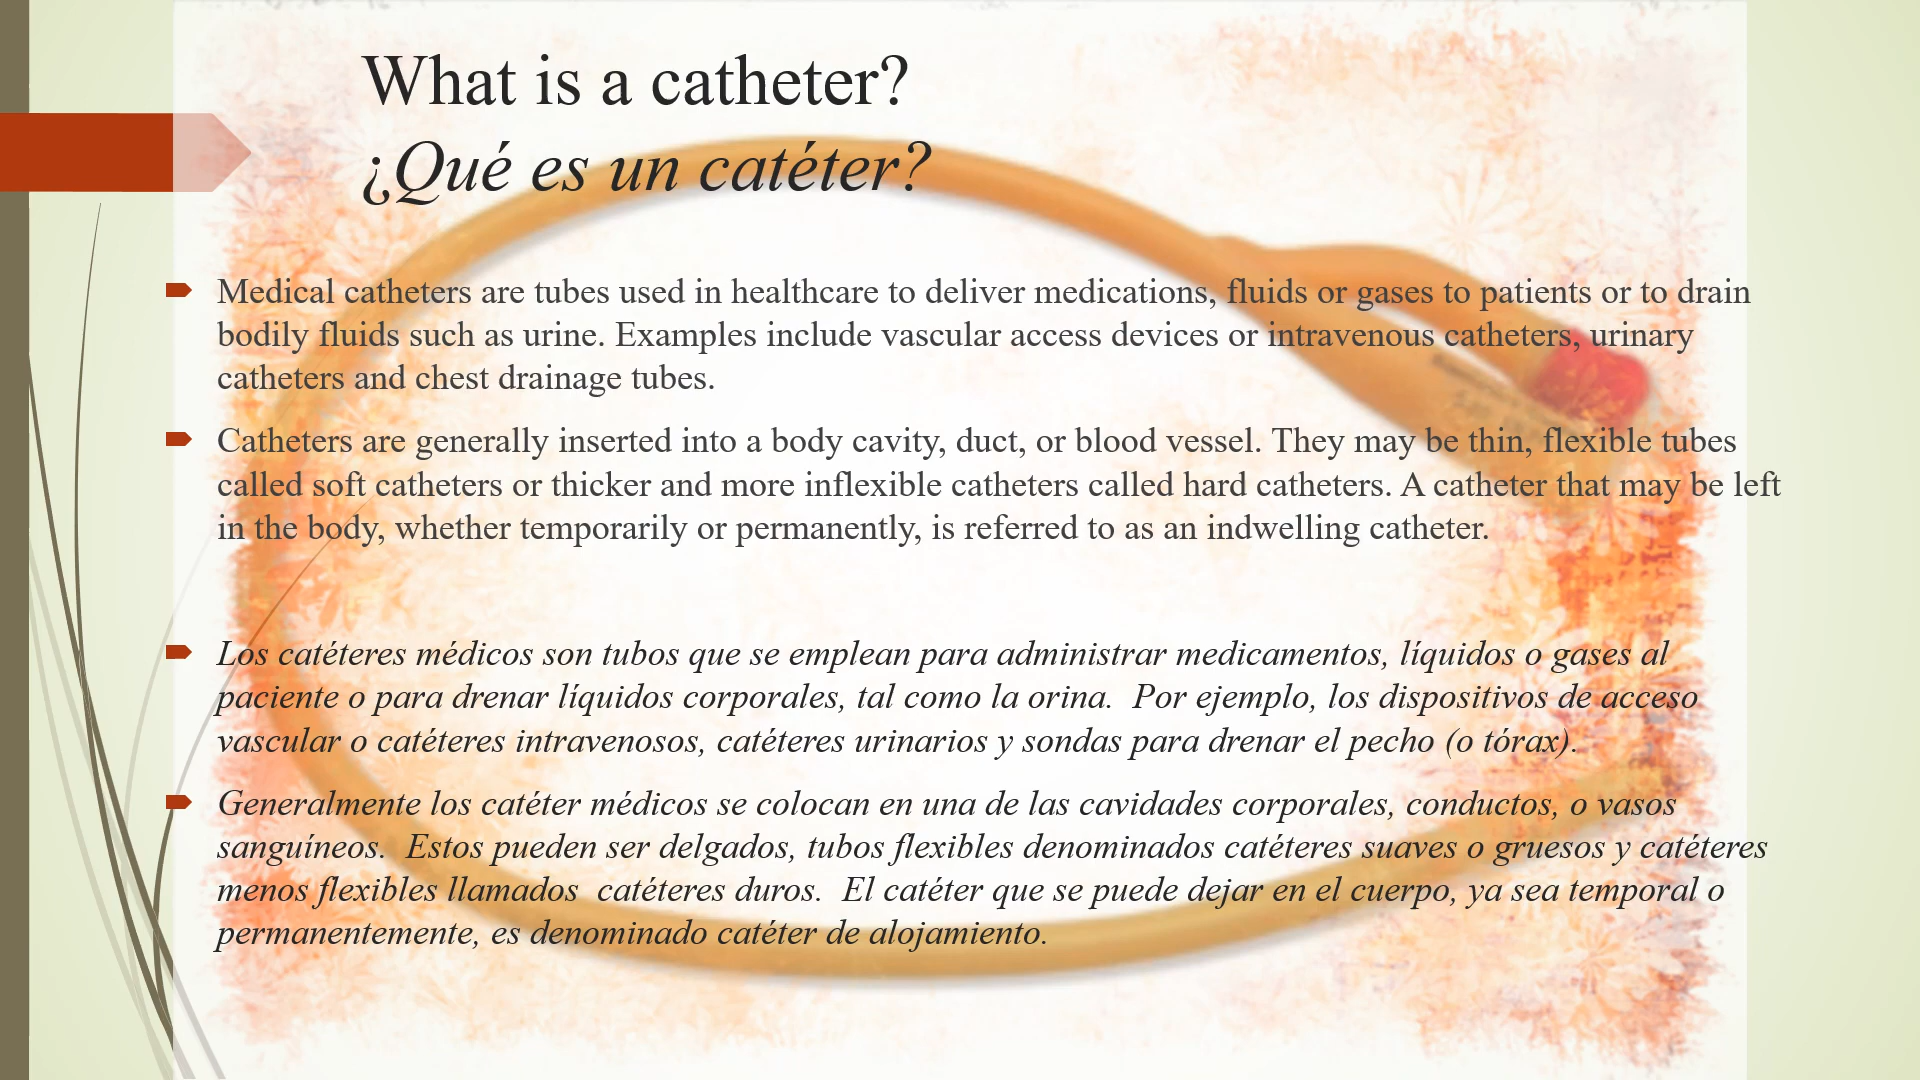 What is a catheter?
¿Qué es un catéter?
Medical catheters are tubes used in healthcare to deliver medications, fluids or gases to patients or to drain
bodily fluids such as urine. Examples include vascular access devices or intravenous catheters, urinary
catheters and chest drainage tubes.
Catheters are generally inserted into a body cavity, duct, or blood vessel. They may be thin, flexible tubes
called soft catheters or thicker and more inflexible catheters called hard catheters. A catheter that may be left
in the body, whether temporarily or permanently, is referred to as an indwelling catheter.
Los catéteres médicos son tubos que se emplean para administrar medicamentos, líquidos o gases al
paciente o para drenar líquidos corporales, tal como la orina.  Por ejemplo, los dispositivos de acceso
vascular o catéteres intravenosos, catéteres urinarios y sondas para drenar el pecho (o tórax).
Generalmente los catéter médicos se colocan en una de las cavidades corporales, conductos, o vasos
sanguíneos.  Estos pueden ser delgados, tubos flexibles denominados catéteres suaves o gruesos y catéteres
menos flexibles llamados  catéteres duros.  El catéter que se puede dejar en el cuerpo, ya sea temporal o
permanentemente, es denominado catéter de alojamiento.